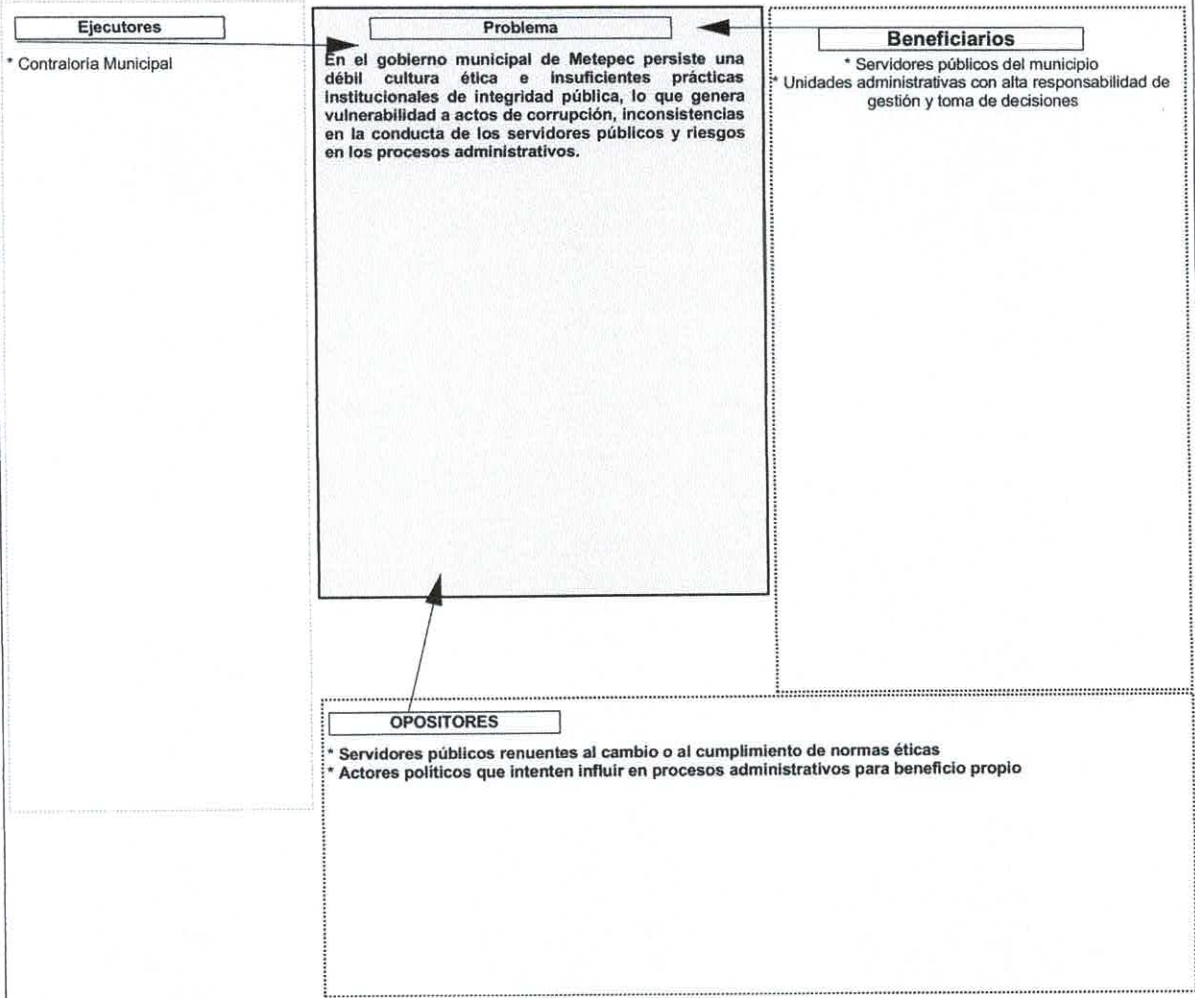 Ejecutores
* Contraloría Municipal
Problema
En el gobierno municipal de Metepec persiste una
débil cultura ética e insuficientes prácticas
institucionales de integridad pública, lo que genera
vulnerabilidad a actos de corrupción, inconsistencias
en la conducta de los servidores públicos y riesgos
en los procesos administrativos.
Beneficiarios
* Servidores públicos del municipio
* Unidades administrativas con alta responsabilidad de
gestión y toma de decisiones
OPOSITORES
* Servidores públicos renuentes al cambio o al cumplimiento de normas éticas
* Actores políticos que intenten influir en procesos administrativos para beneficio propio